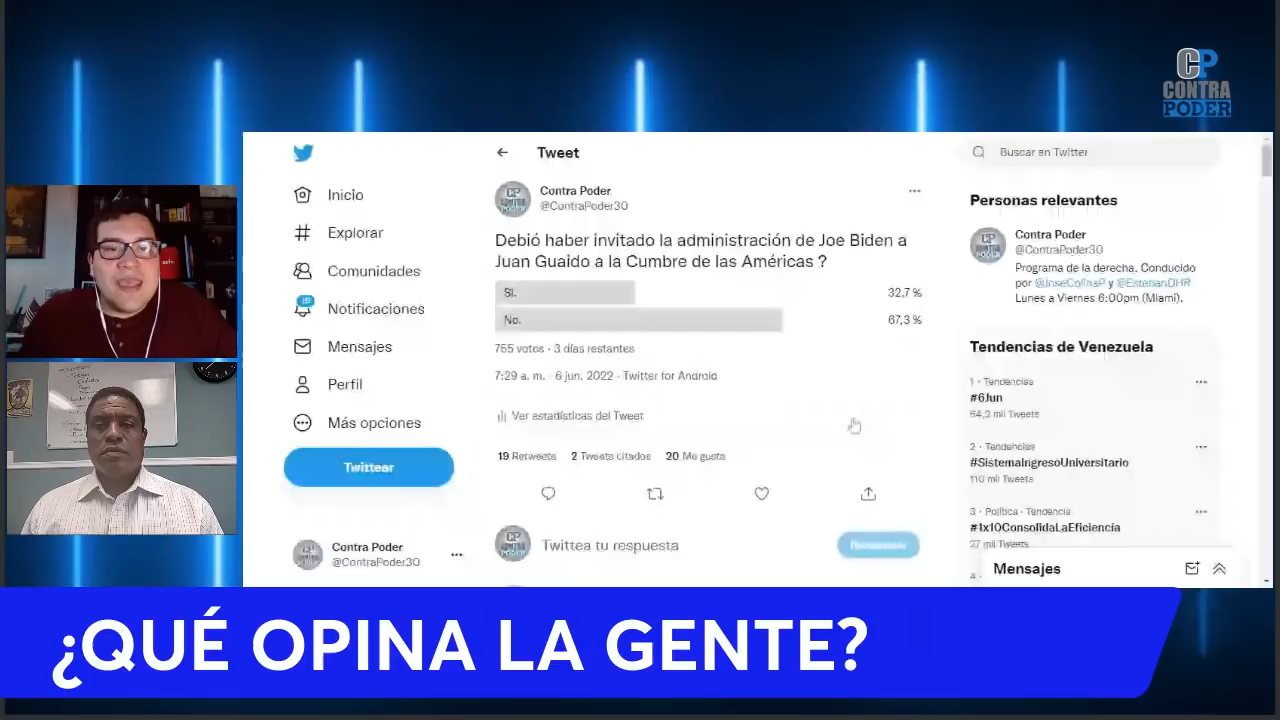 CP
CONTRA
PODER
Tweet
Buscar en Twitter
Inicio
Explorar
Comunidades
15
Notificaciones
Mensajes
Perfil
Más opciones
Twittear
Contra Poder
@ContraPoder30
Contra Poder
@ContraPoder30
Debió haber invitado la administración de Joe Biden a
Juan Guaido a la Cumbre de las Américas ?
Si. 32,7 %
No. 67,3 %
755 votos · 3 días restantes
7:29 a. m. · 6 jun. 2022 · Twitter for Android
Ver estadísticas del Tweet
19 Retweets 2 Tweets citados 20 Me gusta
Twittea tu respuesta
Personas relevantes
Contra Poder
@ContraPoder30
Programa de la derecha. Conducido
por @JoseColinaP y @EstebanDHR
Lunes a Viernes 6:00pm (Miami).
Tendencias de Venezuela
1 · Tendencias
#6Jun
54,3 mil Tweets
2 · Tendencias
#SistemaIngresoUniversitario
110 mil Tweets
3 · Política · Tendencia
#1x10ConsolidaLaEficiencia
27 mil Tweets
4 ·
Mensajes
¿QUÉ OPINA LA GENTE?